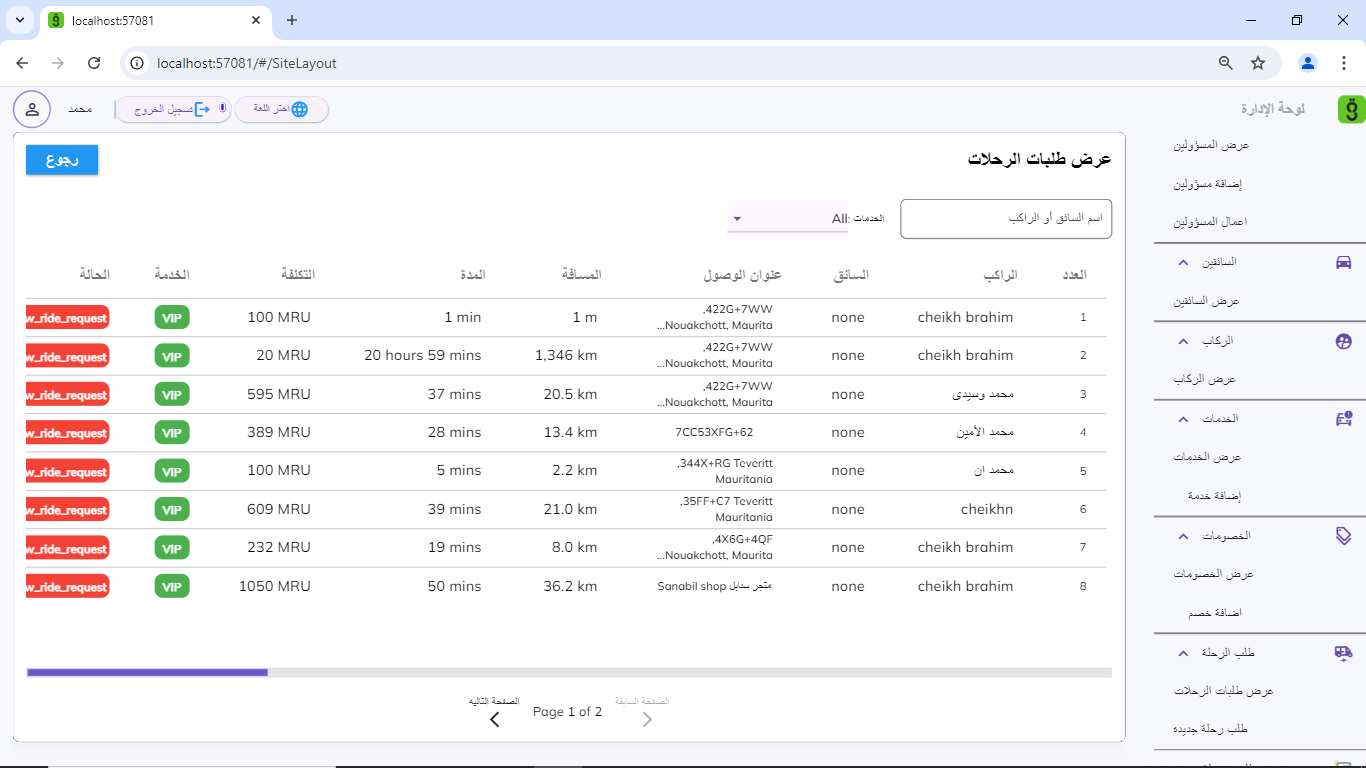 localhost:57081
localhost:57081/#/SiteLayout
لوحة الإدارة
اختر اللغة
تسجيل الخروج
محمد
عرض المسؤولين
إضافة مسؤولين
اعمال المسؤولين
السائقين
عرض السائقين
الركاب
عرض الركاب
الخدمات
عرض الخدمات
إضافة خدمة
الخصومات
عرض الخصومات
اضافة خصم
طلب الرحلة
عرض طلبات الرحلات
طلب رحلة جديدة
عرض طلبات الرحلات
رجوع
اسم السائق أو الراكب
الخدمات: All
العدد الراكب السائق عنوان الوصول المسافة المدة التكلفة الخدمة الحالة
1 cheikh brahim none 422G+7WW, 1 m 1 min 100 MRU VIP w_ride_request
Nouakchott, Maurita...
2 cheikh brahim none 422G+7WW, 1,346 km 20 hours 59 mins 20 MRU VIP w_ride_request
Nouakchott, Maurita...
3 محمد وسيدى none 422G+7WW, 20.5 km 37 mins 595 MRU VIP w_ride_request
Nouakchott, Maurita...
4 محمد الأمين none 7CC53XFG+62 13.4 km 28 mins 389 MRU VIP w_ride_request
5 محمد ان none 344X+RG Teveritt, 2.2 km 5 mins 100 MRU VIP w_ride_request
Mauritania
6 cheikhn none 35FF+C7 Teveritt, 21.0 km 39 mins 609 MRU VIP w_ride_request
Mauritania
7 cheikh brahim none 4X6G+4QF, 8.0 km 19 mins 232 MRU VIP w_ride_request
Nouakchott, Maurita...
8 cheikh brahim none Sanabil shop متجر سنابل 36.2 km 50 mins 1050 MRU VIP w_ride_request
الصفحة السابقة
Page 1 of 2
الصفحة التاليه